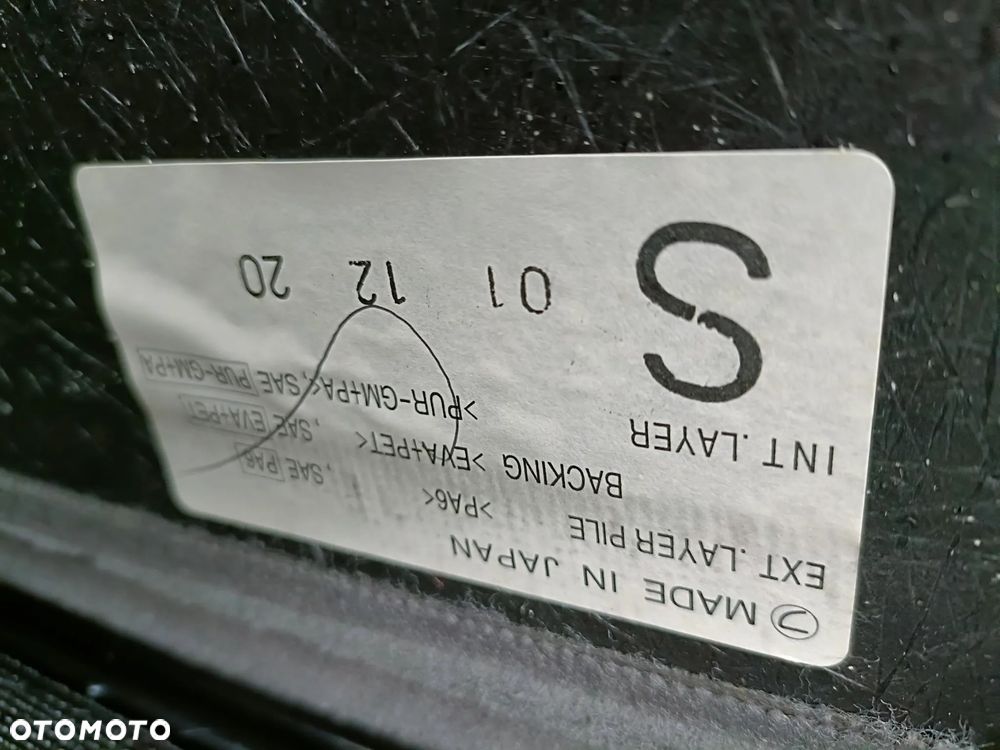 MADE IN JAPAN
EXT .LAYER PILE >PA6< , SAE PA6
BACKING >EVA+PET< , SAE EVA+PET
INT .LAYER >PUR-GM+PA<, SAE PUR-GM+PA
S 01 12 20
OTOMOTO